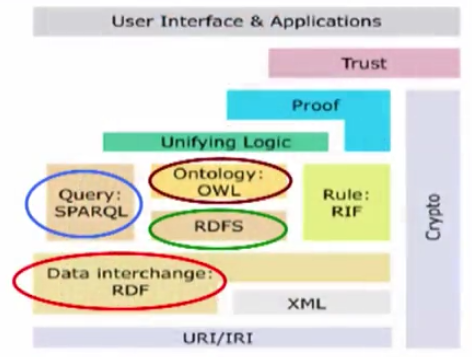 User Interface & Applications
Trust
Proof
Unifying Logic
Query:
SPARQL
Ontology:
OWL
RDFS
Rule:
RIF
Crypto
Data interchange:
RDF
XML
URI/IRI